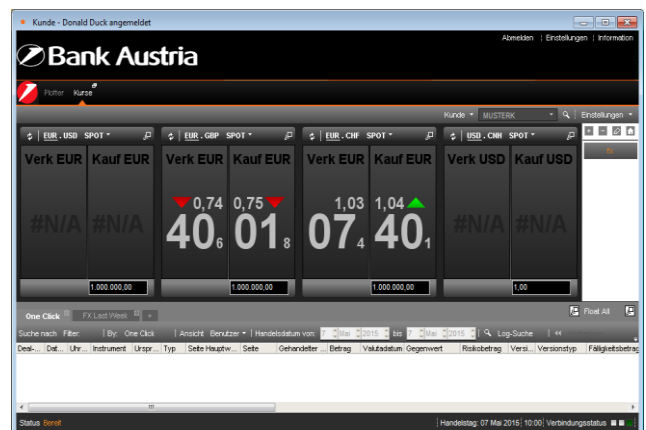 Kunde - Donald Duck angemeldet
Abmelden | Einstellungen | Information
Bank Austria
Plotter Kurse
Kunde MUSTERK Einstellungen
EUR.USD SPOT EUR.GBP SPOT EUR.CHF SPOT USD.CNH SPOT
fx
Verk EUR Kauf EUR Verk EUR Kauf EUR Verk EUR Kauf EUR Verk USD Kauf USD
0,74 0,75 1,03 1,04
#N/A #N/A 40 6 01 8 07 4 40 1 #N/A #N/A
1.000.000,00 1.000.000,00 1.000.000,00 1,00
One Click FX Last Week + Float All
Suche nach Filter: | By: One Click | Ansicht Benutzer | Handelsdatum von: 7 Mai 2015 bis 7 Mai 2015 | Log-Suche
Deal-... Dat... Uhr... Instrument Urspr... Typ Seite Hauptw... Seite Gehandelter ... Betrag Valutadatum Gegenwert Risikobetrag Versi... Versionstyp Fälligkeitsbetrag
Status Bereit Handelstag: 07 Mai 2015 | 10:00 | Verbindungsstatus